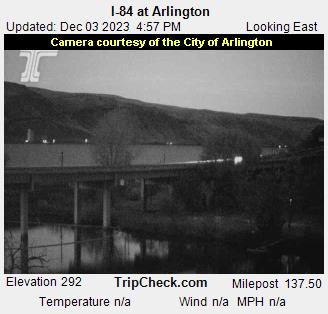 I-84 at Arlington
Updated: Dec 03 2023 4:57 PM Looking East
Camera courtesy of the City of Arlington
Elevation 292 TripCheck.com Milepost 137.50
Temperature n/a Wind n/a MPH n/a